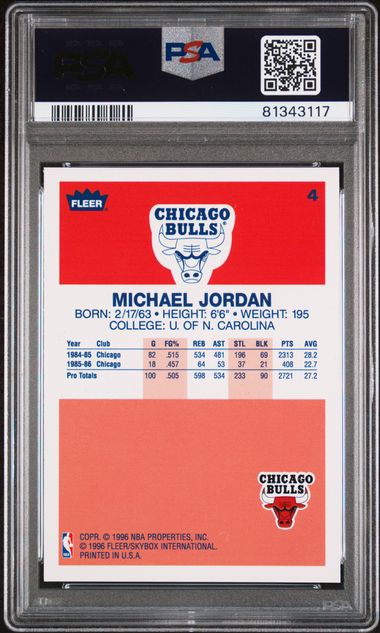 PSA
PSA
81343117
FLEER
4
CHICAGO
BULLS
MICHAEL JORDAN
BORN: 2/17/63 • HEIGHT: 6'6" • WEIGHT: 195
COLLEGE: U. OF N. CAROLINA
Year Club G FG% REB AST STL BLK PTS AVG
1984-85 Chicago 82 .515 534 481 196 69 2313 28.2
1985-86 Chicago 18 .457 64 53 37 21 408 22.7
Pro Totals 100 .505 598 534 233 90 2721 27.2
CHICAGO
BULLS
COPR. © 1996 NBA PROPERTIES, INC.
© 1996 FLEER/SKYBOX INTERNATIONAL.
PRINTED IN U.S.A.
PSA